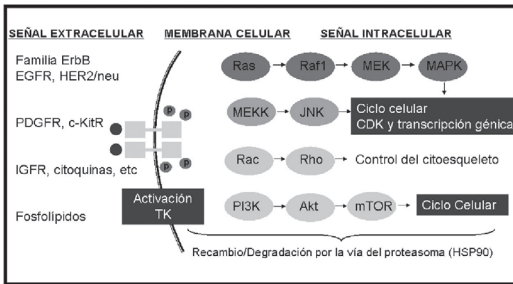 SEÑAL EXTRACELULAR
MEMBRANA CELULAR
SEÑAL INTRACELULAR
Familia ErbB
EGFR, HER2/neu
PDGFR, c-KitR
IGFR, citoquinas, etc
Fosfolipidos
P
P
P
P
Activación
TK
Ras
Raf1
MEK
MAPK
MEKK
JNK
Ciclo celular
CDK y transcripción génica
Rac
Rho
Control del citoesqueleto
PI3K
Akt
mTOR
Ciclo Celular
Recambio/Degradación por la vía del proteasoma (HSP90)